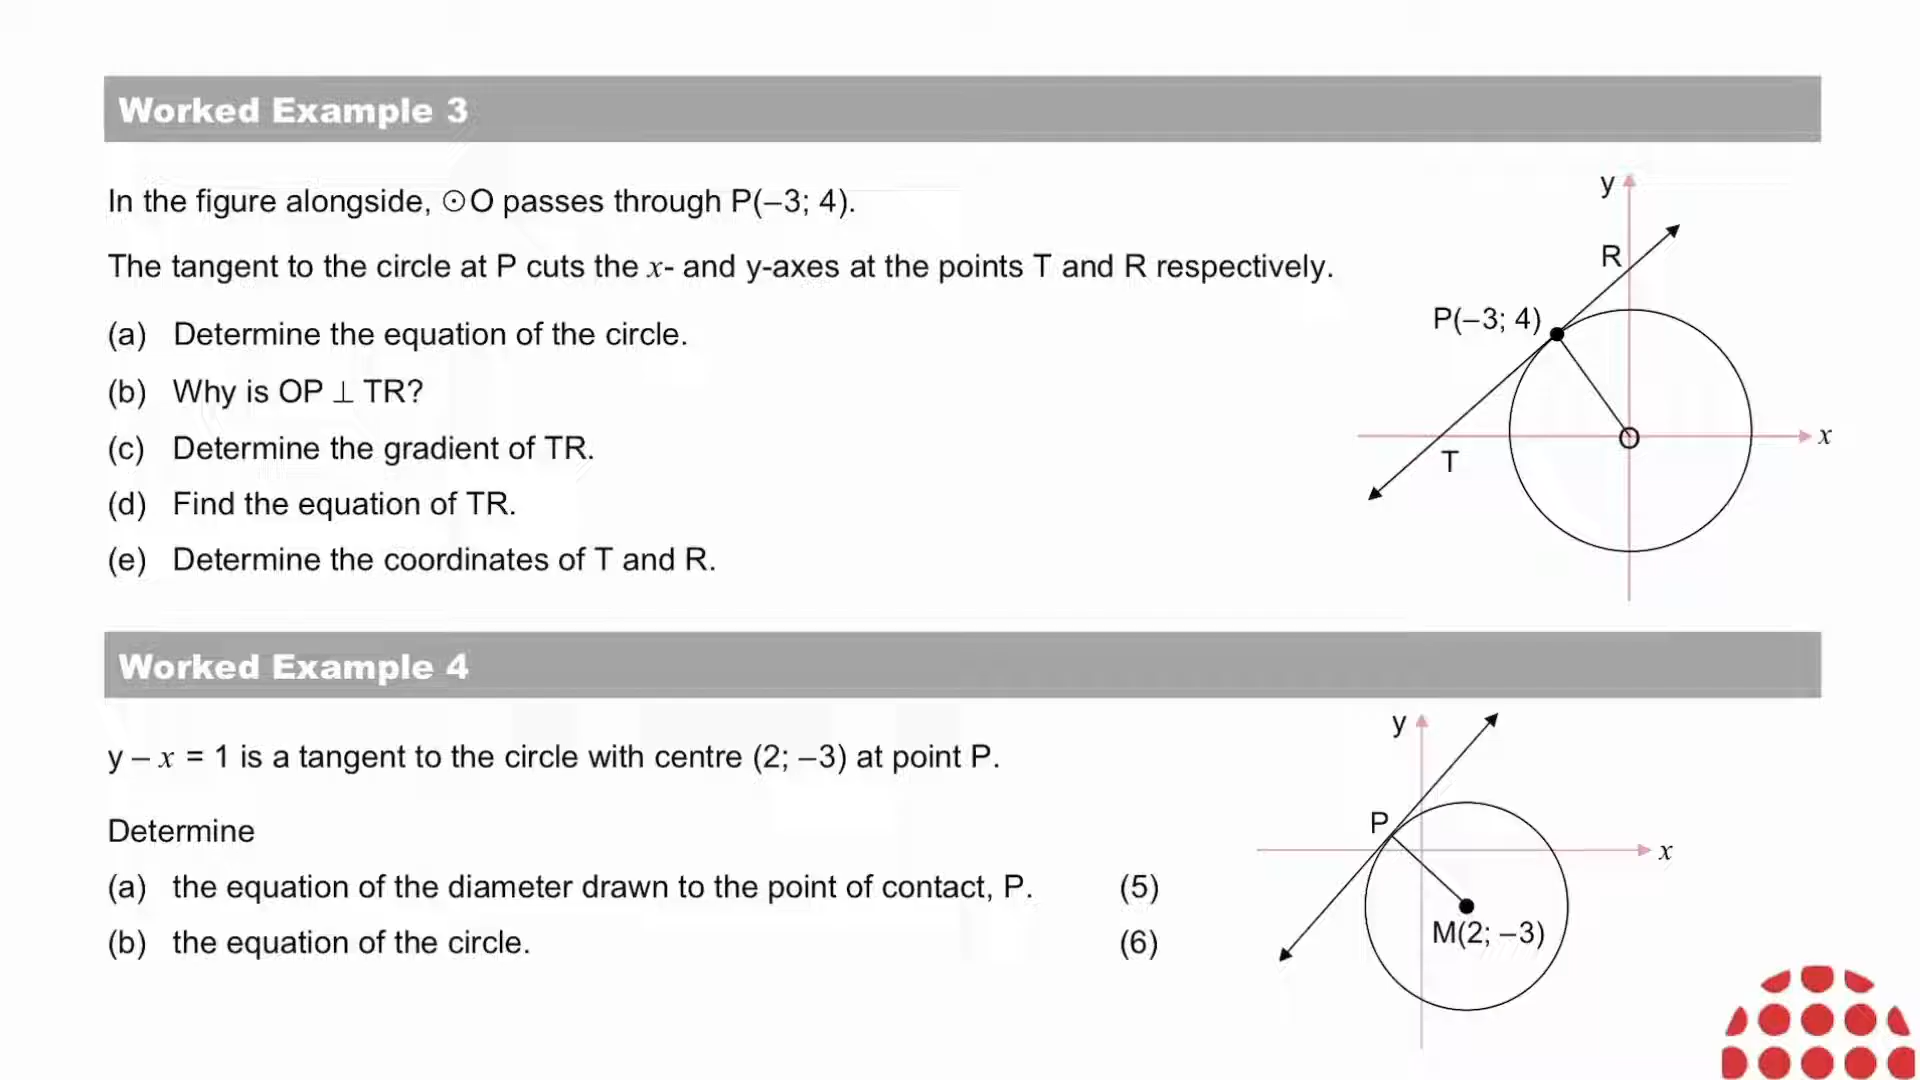 Worked Example 3
In the figure alongside, ⊙O passes through P(–3; 4).
The tangent to the circle at P cuts the x- and y-axes at the points T and R respectively.
(a) Determine the equation of the circle.
(b) Why is OP ⊥ TR?
(c) Determine the gradient of TR.
(d) Find the equation of TR.
(e) Determine the coordinates of T and R.
y
R
P(–3; 4)
O
x
T
Worked Example 4
y – x = 1 is a tangent to the circle with centre (2; –3) at point P.
Determine
(a) the equation of the diameter drawn to the point of contact, P. (5)
(b) the equation of the circle. (6)
y
P
x
M(2; –3)